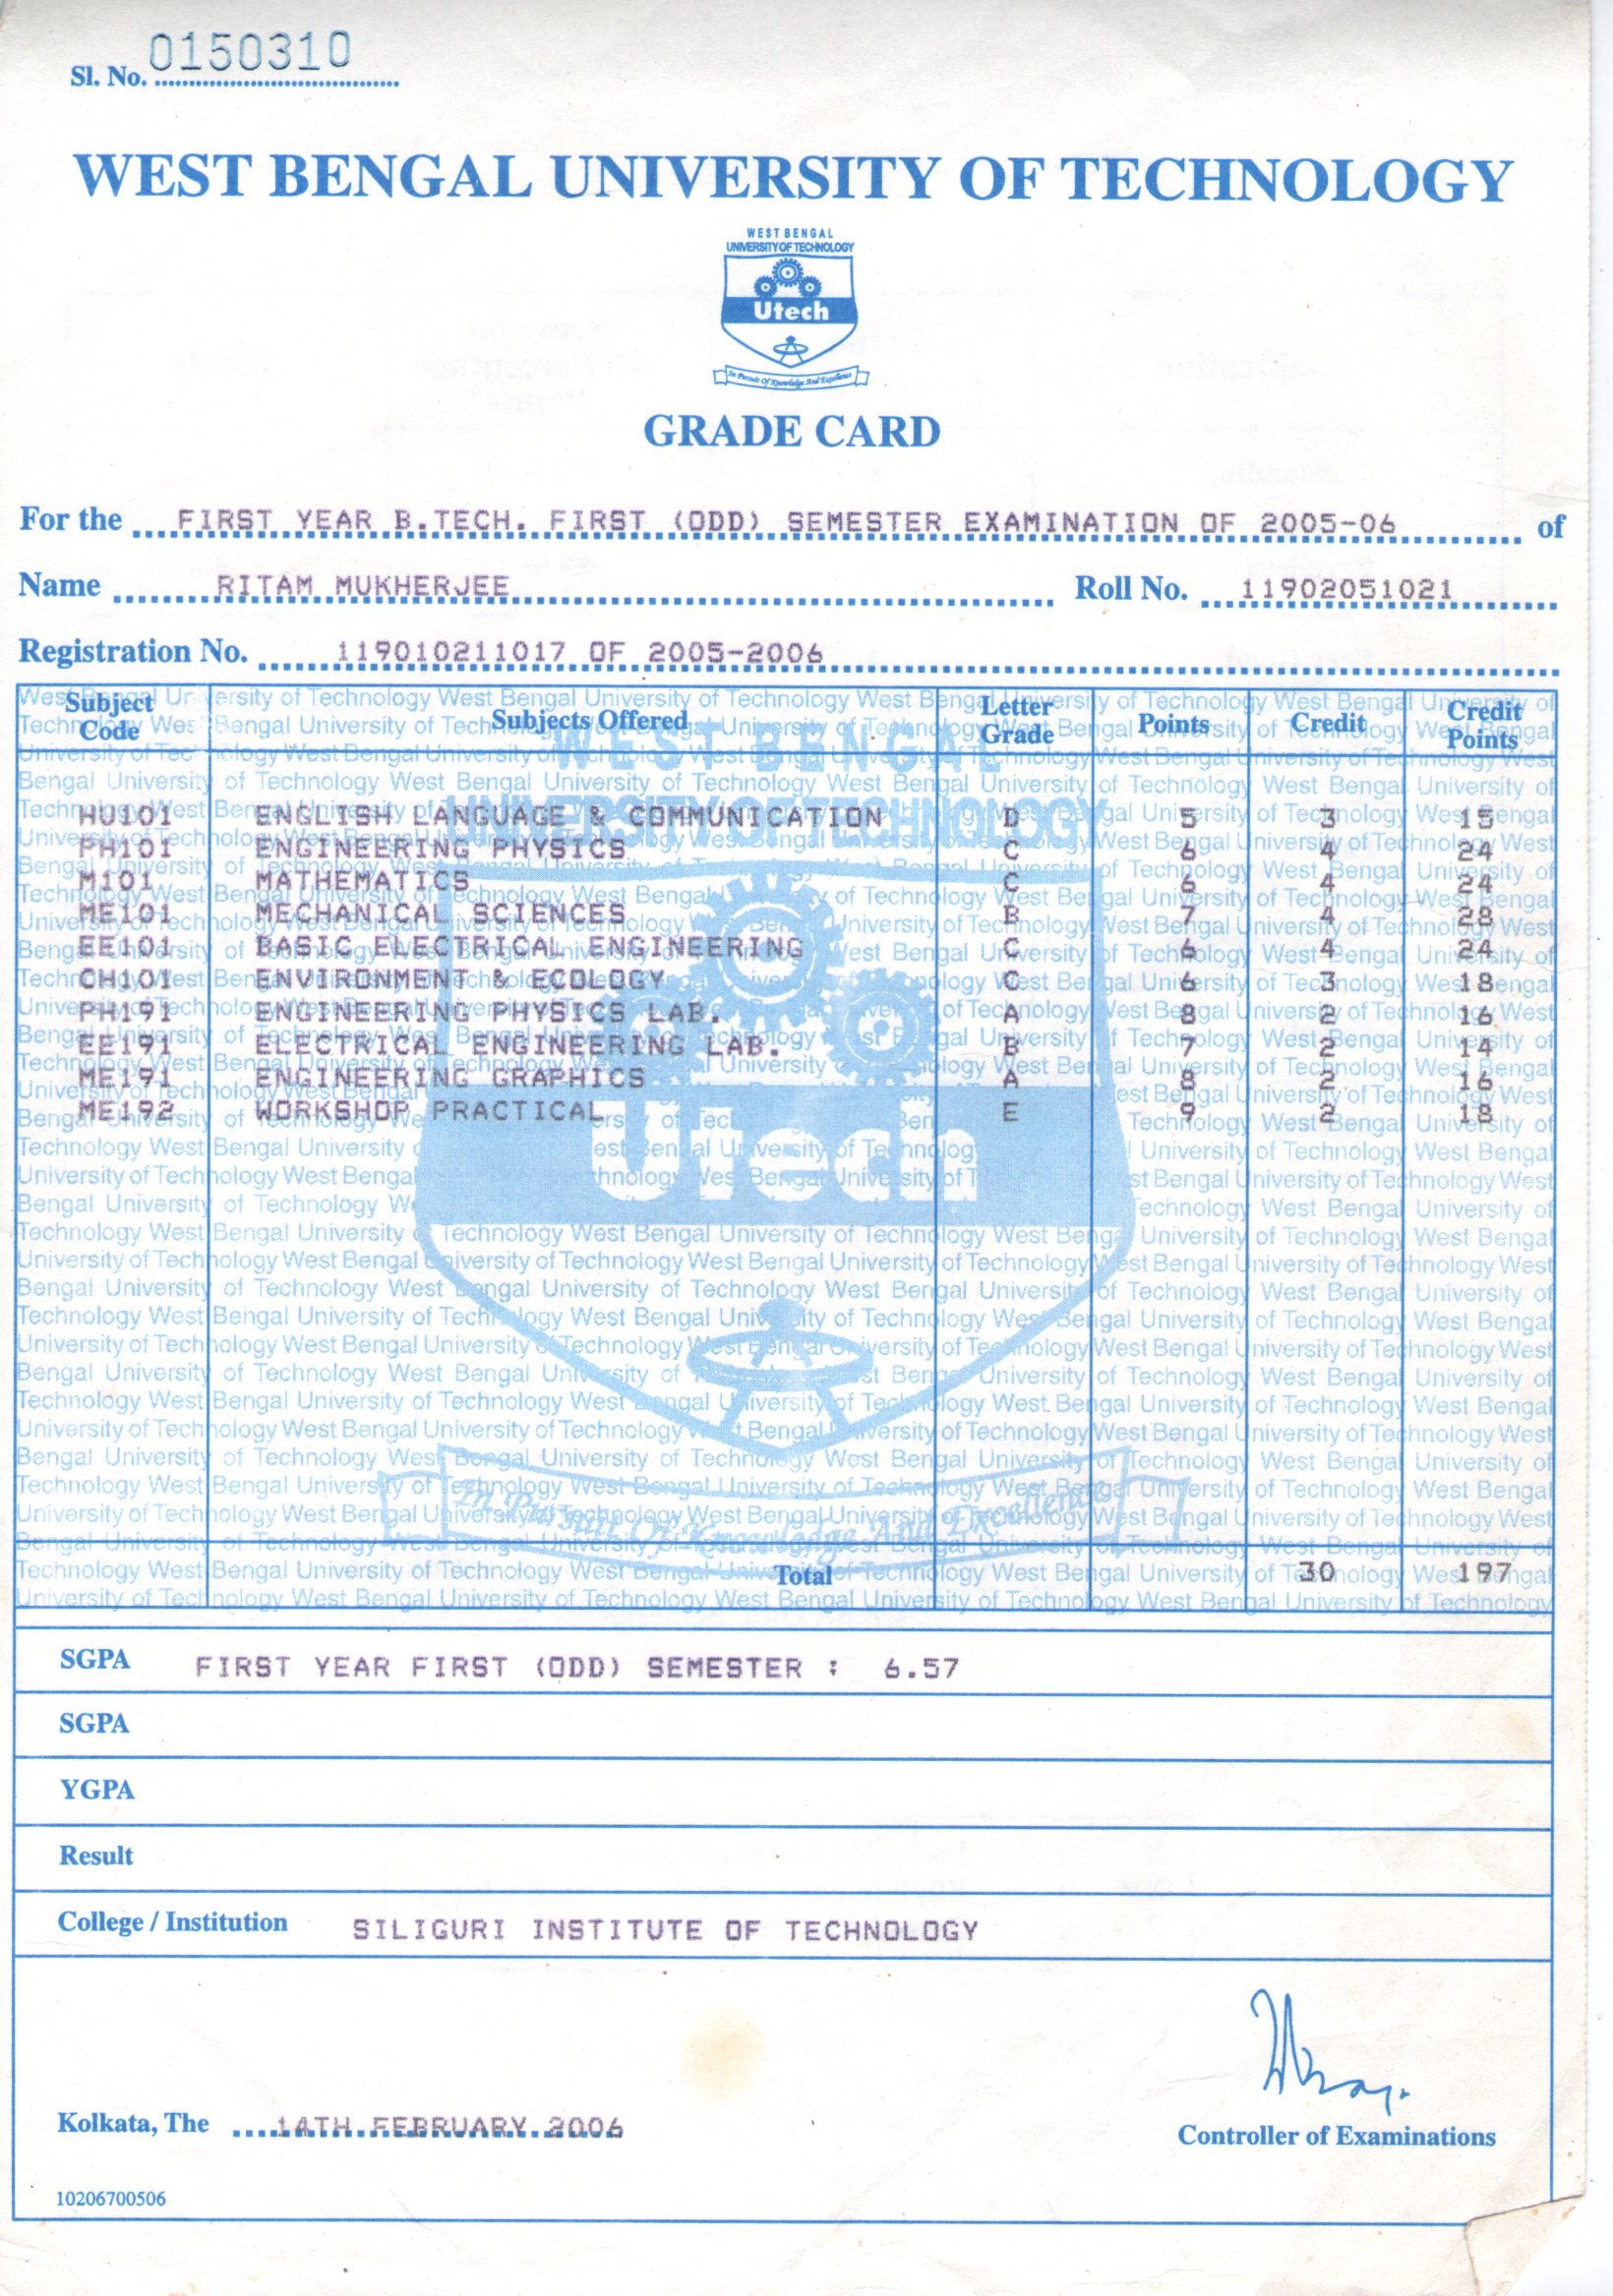 Sl. No. 0150310
WEST BENGAL UNIVERSITY OF TECHNOLOGY
WEST BENGAL
UNIVERSITY OF TECHNOLOGY
Utech
In Pursuit Of Knowledge And Excellence
GRADE CARD
For the FIRST YEAR B.TECH. FIRST (ODD) SEMESTER EXAMINATION OF 2005-06 of
Name RITAM MUKHERJEE Roll No. 11902051021
Registration No. 119010211017 OF 2005-2006
Subject Code Subjects Offered Letter Grade Points Credit Credit Points
HU101 ENGLISH LANGUAGE & COMMUNICATION D 5 3 15
PH101 ENGINEERING PHYSICS C 6 4 24
M101 MATHEMATICS C 6 4 24
ME101 MECHANICAL SCIENCES B 7 4 28
EE101 BASIC ELECTRICAL ENGINEERING C 6 4 24
CH101 ENVIRONMENT & ECOLOGY C 6 3 18
PH191 ENGINEERING PHYSICS LAB. A 8 2 16
EE191 ELECTRICAL ENGINEERING LAB. B 7 2 14
ME191 ENGINEERING GRAPHICS A 8 2 16
ME192 WORKSHOP PRACTICAL E 9 2 18
Total 30 197
SGPA FIRST YEAR FIRST (ODD) SEMESTER : 6.57
SGPA
YGPA
Result
College / Institution SILIGURI INSTITUTE OF TECHNOLOGY
Kolkata, The 14TH FEBRUARY 2006
Controller of Examinations
10206700506